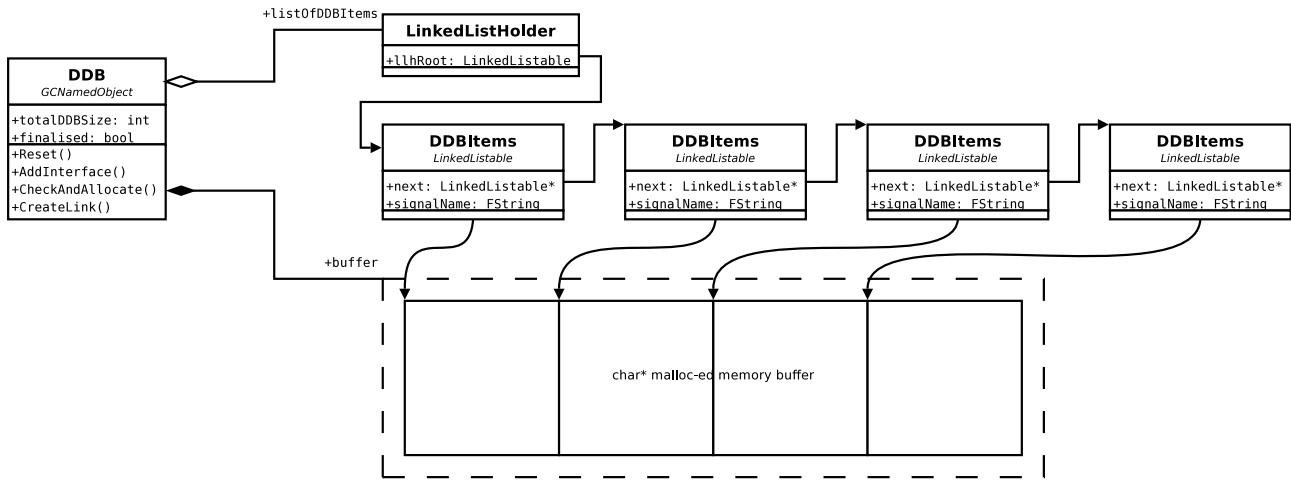 +listOfDDBItems
LinkedListHolder
+llhRoot: LinkedListable
DDB
GCNamedObject
+totalDDBSize: int
+finalised: bool
+Reset()
+AddInterface()
+CheckAndAllocate()
+CreateLink()
DDBItems
LinkedListable
+next: LinkedListable*
+signalName: FString
DDBItems
LinkedListable
+next: LinkedListable*
+signalName: FString
DDBItems
LinkedListable
+next: LinkedListable*
+signalName: FString
DDBItems
LinkedListable
+next: LinkedListable*
+signalName: FString
+buffer
char* malloc-ed memory buffer